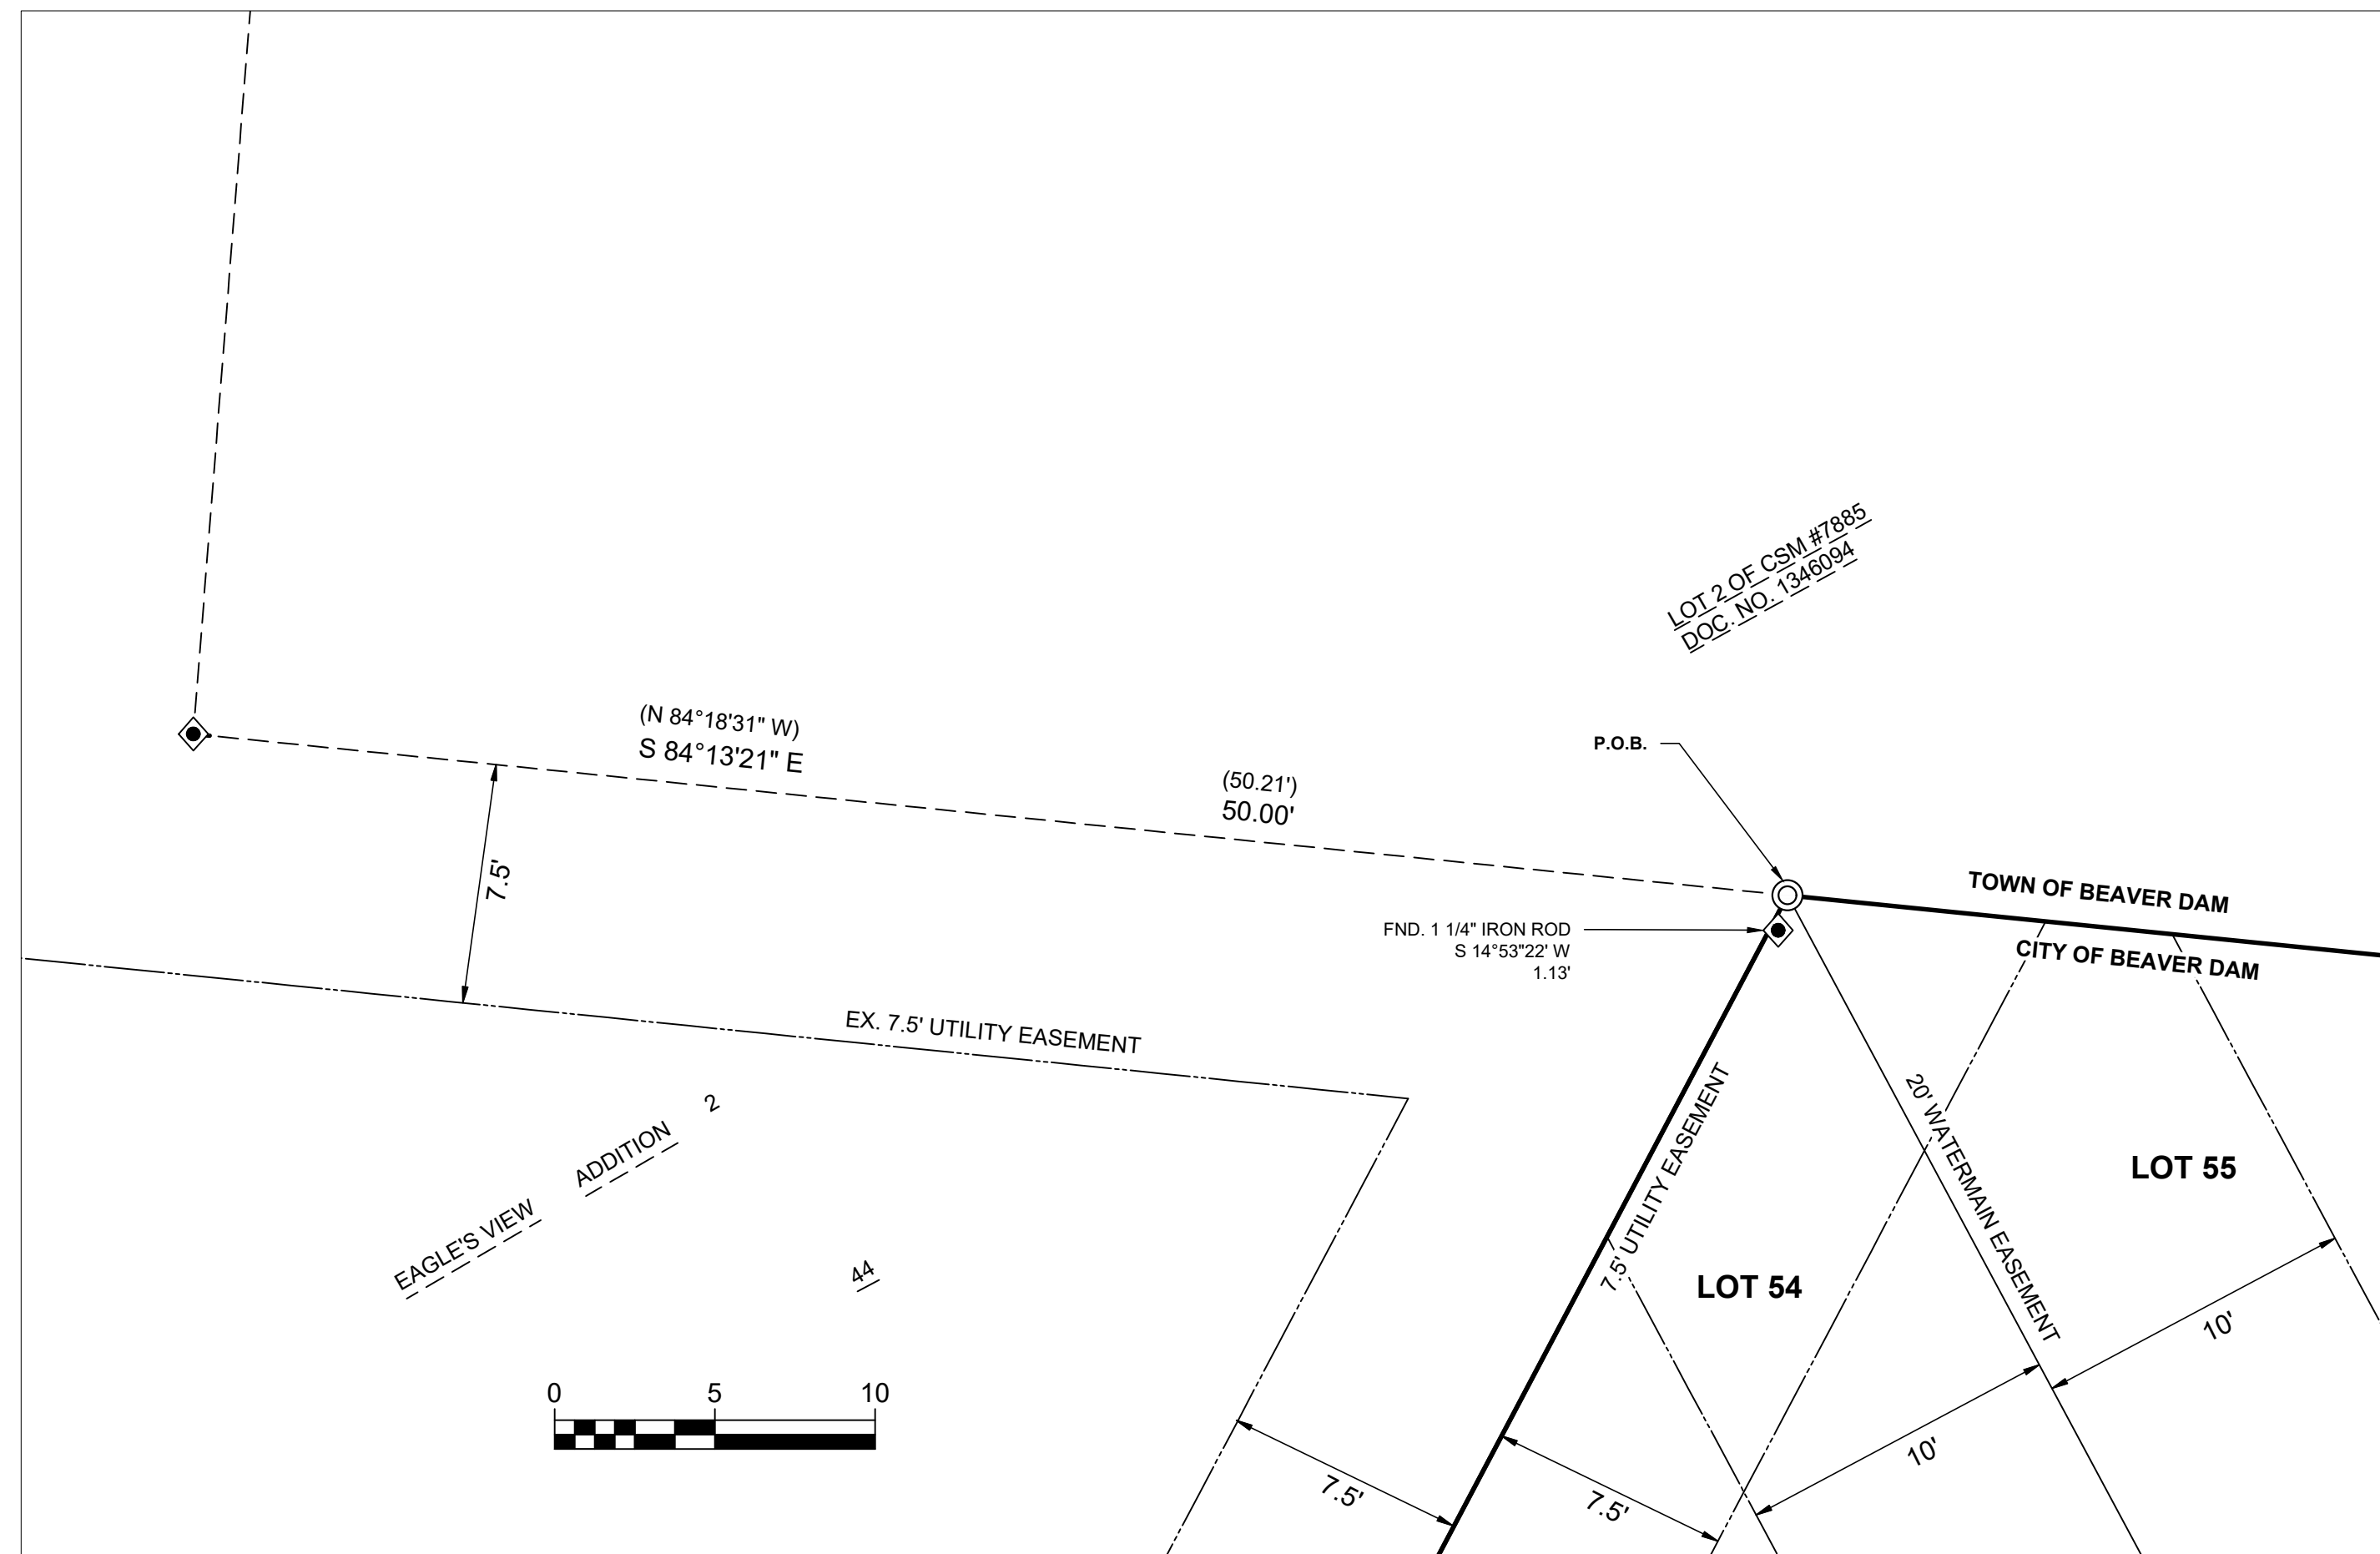 LOT 2 OF CSM #7885
DOC. NO. 1346094
(N 84°18'31" W)
S 84°13'21" E
(50.21')
50.00'
P.O.B.
7.5'
TOWN OF BEAVER DAM
CITY OF BEAVER DAM
FND. 1 1/4" IRON ROD
S 14°53"22' W
1.13'
EX. 7.5' UTILITY EASEMENT
7.5' UTILITY EASEMENT
20' WATERMAIN EASEMENT
EAGLE'S VIEW ADDITION 2
44
LOT 55
LOT 54
10'
10'
0 5 10
7.5'
7.5'